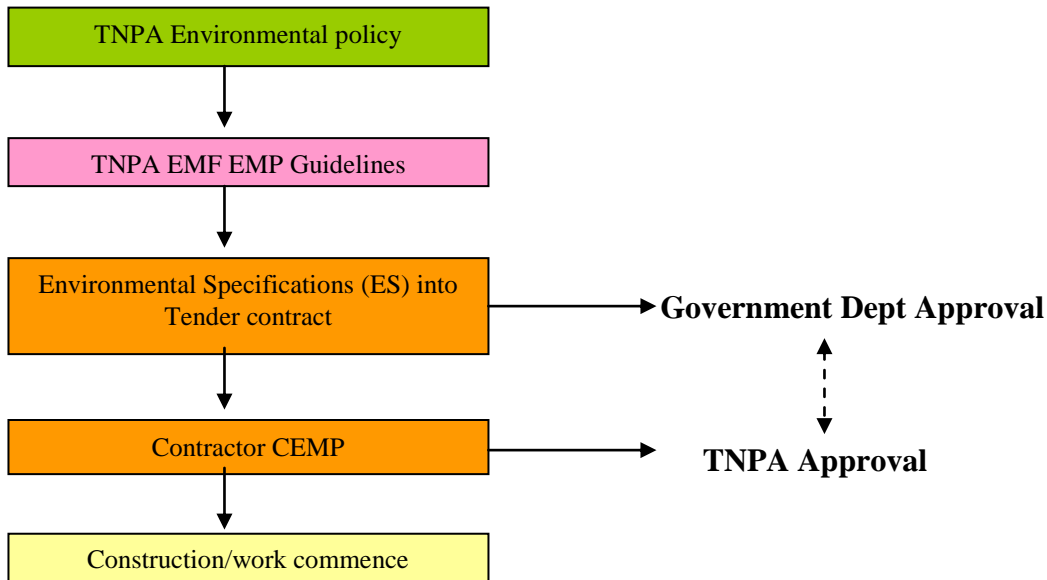 TNPA Environmental policy
TNPA EMF EMP Guidelines
Environmental Specifications (ES) into
Tender contract
Government Dept Approval
Contractor CEMP
TNPA Approval
Construction/work commence